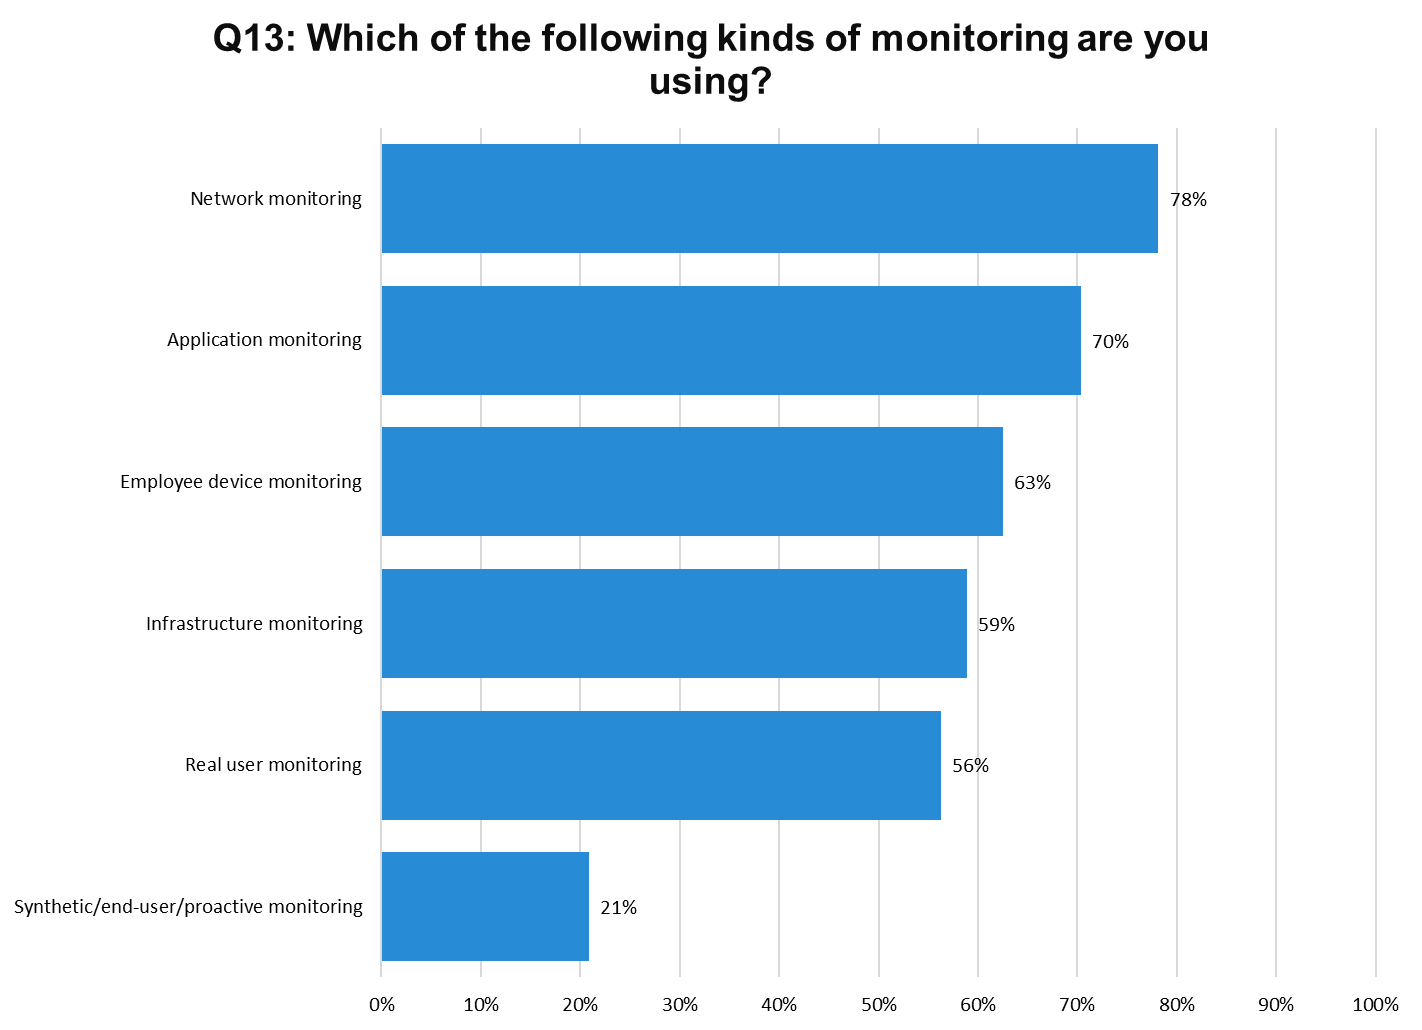 Q13: Which of the following kinds of monitoring are you
using?
Network monitoring
78%
Application monitoring
70%
Employee device monitoring
63%
Infrastructure monitoring
59%
Real user monitoring
56%
Synthetic/end-user/proactive monitoring
21%
0% 10% 20% 30% 40% 50% 60% 70% 80% 90% 100%